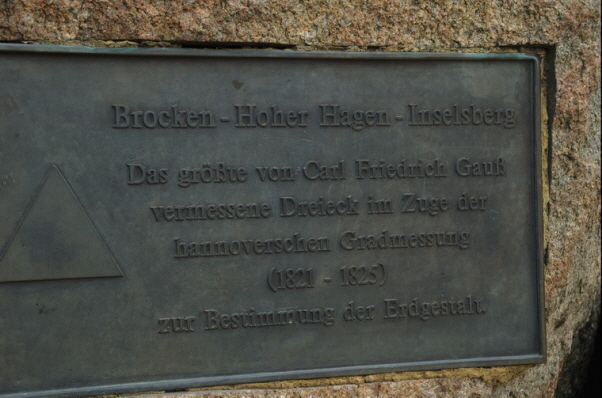 Brocken - Hoher Hagen - Inselsberg
Das größte von Carl Friedrich Gauß
vermessene Dreieck im Zuge der
hannoverschen Gradmessung
(1821 - 1825)
zur Bestimmung der Erdgestalt.